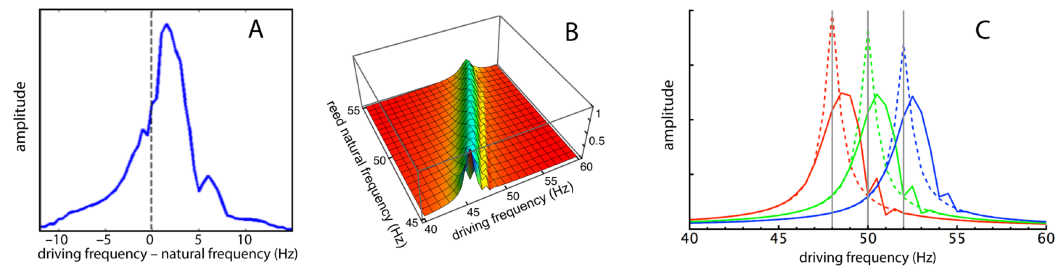 A
amplitude
−10
−5
0
5
10
driving frequency − natural frequency (Hz)
B
reed natural frequency (Hz)
55
50
45
40
45
50
55
60
driving frequency (Hz)
1
0.5
0
C
amplitude
40
45
50
55
60
driving frequency (Hz)